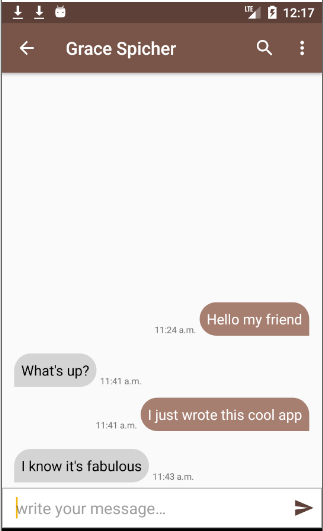 LTE 12:17
Grace Spicher
Hello my friend
11:24 a.m.
What's up?
11:41 a.m.
I just wrote this cool app
11:41 a.m.
I know it's fabulous
11:43 a.m.
write your message...